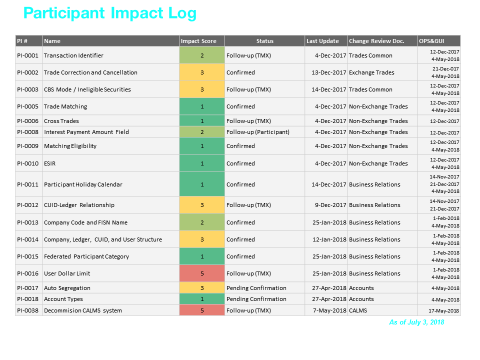 Participant Impact Log
PI # Name Impact Score Status Last Update Change Review Doc. OPS&GUI
PI-0001 Transaction Identifier 2 Follow-up (TMX) 4-Dec-2017 Trades Common 12-Dec-2017
4-May-2018
PI-0002 Trade Correction and Cancellation 3 Confirmed 13-Dec-2017 Exchange Trades 21-Dec-017
4-May-2018
PI-0003 CBS Mode / Ineligible Securities 3 Follow-up (TMX) 14-Dec-2017 Trades Common 12-Dec-2017
4-May-2018
PI-0005 Trade Matching 1 Confirmed 4-Dec-2017 Non-Exchange Trades 12-Dec-2017
4-May-2018
PI-0006 Cross Trades 1 Follow-up (TMX) 4-Dec-2017 Non-Exchange Trades 12-Dec-2017
PI-0008 Interest Payment Amount Field 2 Follow-up (Participant) 4-Dec-2017 Non-Exchange Trades 12-Dec-2017
PI-0009 Matching Eligibility 1 Confirmed 4-Dec-2017 Non-Exchange Trades 12-Dec-2017
4-May-2018
PI-0010 ESIR 1 Confirmed 4-Dec-2017 Non-Exchange Trades 12-Dec-2017
4-May-2018
PI-0011 Participant Holiday Calendar 1 Confirmed 14-Dec-2017 Business Relations 14-Nov-2017
21-Dec-2017
4-May-2018
PI-0012 CUID-Ledger Relationship 3 Follow-up (TMX) 9-Dec-2017 Business Relations 14-Nov-2017
21-Dec-2017
PI-0013 Company Code and FISN Name 2 Confirmed 25-Jan-2018 Business Relations 1-Feb-2018
4-May-2018
PI-0014 Company, Ledger, CUID, and User Structure 3 Confirmed 12-Jan-2018 Business Relations 1-Feb-2018
4-May-2018
PI-0015 Federated Participant Category 1 Confirmed 25-Jan-2018 Business Relations 1-Feb-2018
4-May-2018
PI-0016 User Dollar Limit 5 Follow-up (TMX) 25-Jan-2018 Business Relations 1-Feb-2018
4-May-2018
PI-0017 Auto Segregation 3 Pending Confirmation 27-Apr-2018 Accounts 4-May-2018
PI-0018 Account Types 1 Pending Confirmation 27-Apr-2018 Accounts 4-May-2018
PI-0038 Decommision CALMS system 5 Follow-up (TMX) 7-May-2018 CALMS 17-May-2018
As of July 3, 2018